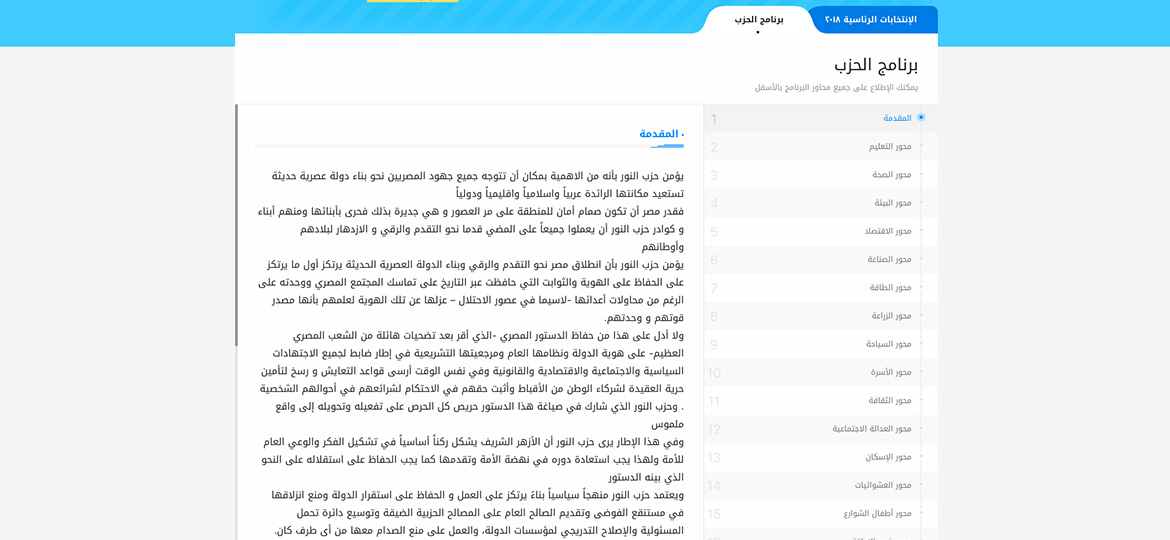 الإنتخابات الرئاسية ٢٠١٨
برنامج الحزب
برنامج الحزب
يمكنك الإطلاع على جميع محاور البرنامج بالأسفل
المقدمة 1
محور التعليم 2
محور الصحة 3
محور البيئة 4
محور الاقتصاد 5
محور الصناعة 6
محور الطاقة 7
محور الزراعة 8
محور السياحة 9
محور الأسرة 10
محور الثقافة 11
محور العدالة الاجتماعية 12
محور الإسكان 13
محور العشوائيات 14
محور أطفال الشوارع 15
• المقدمة
يؤمن حزب النور بأنه من الاهمية بمكان أن تتوجه جميع جهود المصريين نحو بناء دولة عصرية حديثة
تستعيد مكانتها الرائدة عربياً واسلامياً واقليمياً ودولياً
فقدر مصر أن تكون صمام أمان للمنطقة على مر العصور و هي جديرة بذلك فحرى بأبنائها ومنهم أبناء
و كوادر حزب النور أن يعملوا جميعاً على المضي قدما نحو التقدم والرقي و الازدهار لبلادهم
وأوطانهم
يؤمن حزب النور بأن انطلاق مصر نحو التقدم والرقي وبناء الدولة العصرية الحديثة يرتكز أول ما يرتكز
على الحفاظ على الهوية والثوابت التي حافظت عبر التاريخ على تماسك المجتمع المصري ووحدته على
الرغم من محاولات أعدائها -لاسيما في عصور الاحتلال – عزلها عن تلك الهوية لعلمهم بأنها مصدر
قوتهم و وحدتهم.
ولا أدل على هذا من حفاظ الدستور المصري -الذي أقر بعد تضحيات هائلة من الشعب المصري
العظيم- على هوية الدولة ونظامها العام ومرجعيتها التشريعية في إطار ضابط لجميع الاجتهادات
السياسية والاجتماعية والاقتصادية والقانونية وفي نفس الوقت أرسى قواعد التعايش و رسخ لتأمين
حرية العقيدة لشركاء الوطن من الأقباط وأثبت حقهم في الاحتكام لشرائعهم في أحوالهم الشخصية
. وحزب النور الذي شارك في صياغة هذا الدستور حريص كل الحرص على تفعيله وتحويله إلى واقع
ملموس
وفي هذا الإطار يرى حزب النور أن الأزهر الشريف يشكل ركناً أساسياً في تشكيل الفكر والوعي العام
للأمة ولهذا يجب استعادة دوره في نهضة الأمة وتقدمها كما يجب الحفاظ على استقلاله على النحو
الذي بينه الدستور
ويعتمد حزب النور منهجاً سياسياً بناءً يرتكز على العمل و الحفاظ على استقرار الدولة ومنع انزلاقها
في مستنقع الفوضى وتقديم الصالح العام على المصالح الحزبية الضيقة وتوسيع دائرة تحمل
المسئولية والإصلاح التدريجي لمؤسسات الدولة، والعمل على منع الصدام معها من أي طرف كان.